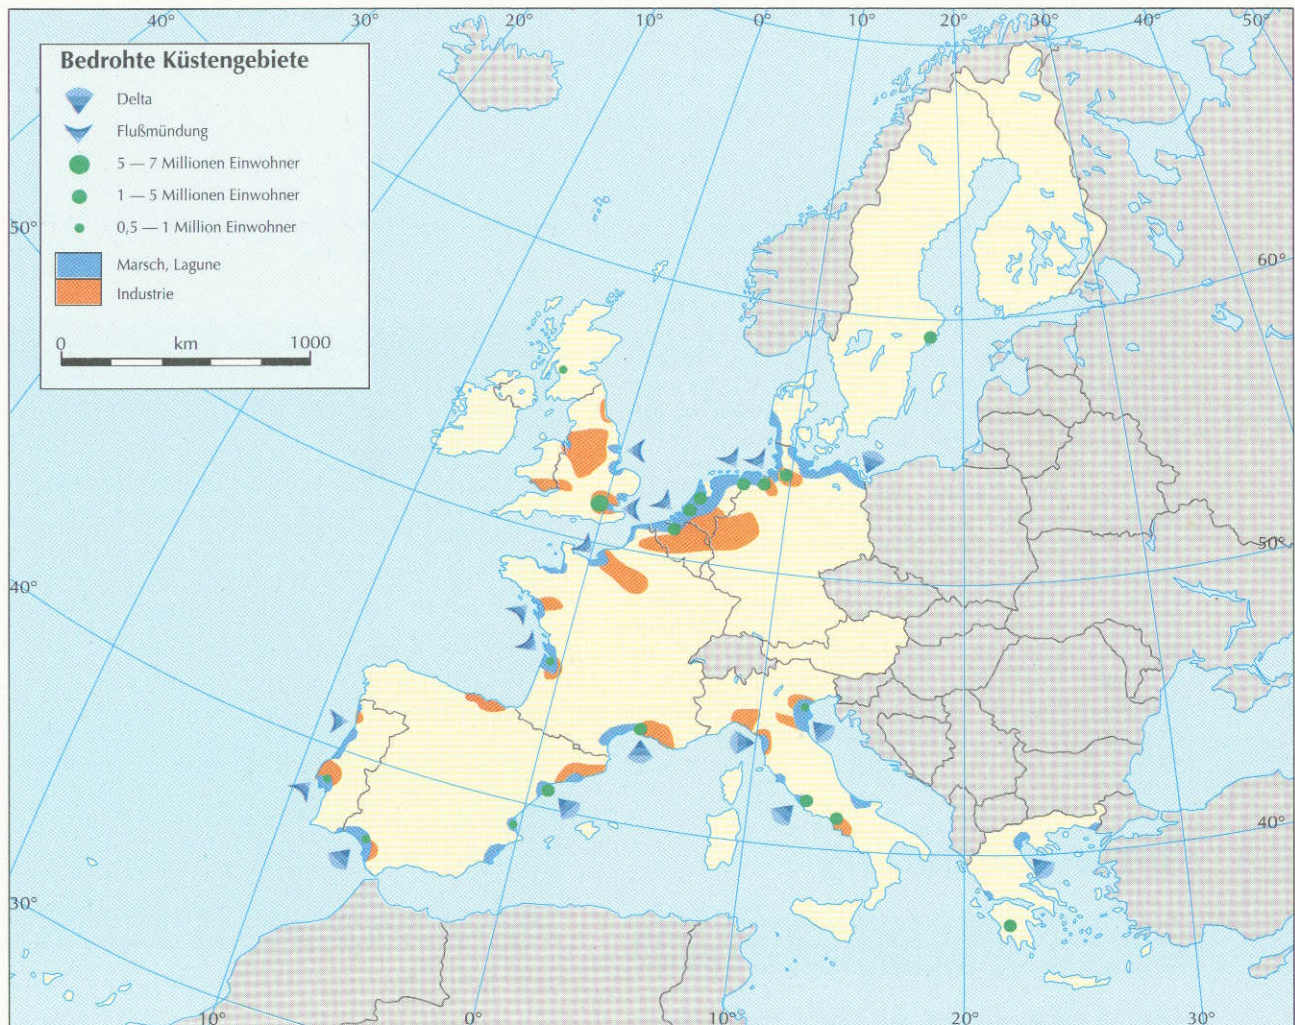 40° 30° 20° 10° 0° 10° 20° 30° 40° 50°
Bedrohte Küstengebiete
Delta
Flußmündung
5 — 7 Millionen Einwohner
1 — 5 Millionen Einwohner
0,5 — 1 Million Einwohner
Marsch, Lagune
Industrie
0 km 1000
50°
60°
50°
40°
40°
30°
10° 0° 10° 20° 30°